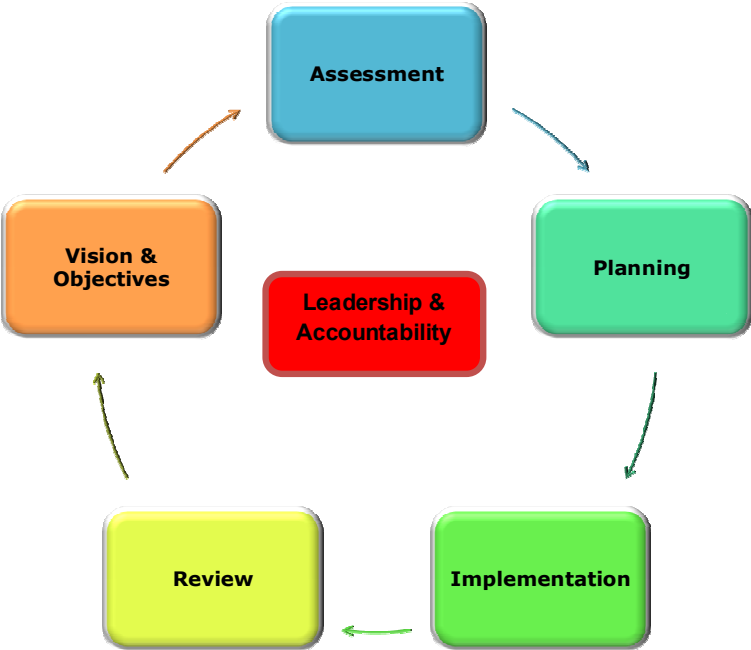 Assessment
Vision &
Objectives
Planning
Leadership &
Accountability
Review
Implementation